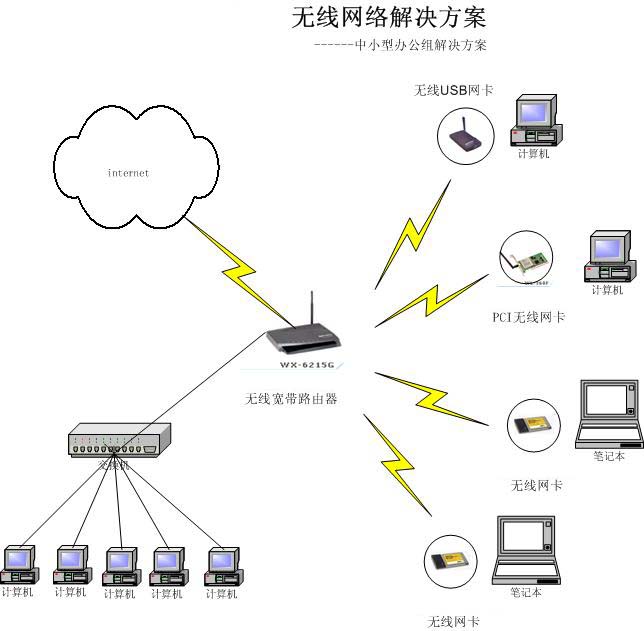 无线网络解决方案
------中小型办公组解决方案
无线USB网卡
计算机
internet
计算机
PCI无线网卡
WX-6215G
无线宽带路由器
笔记本
交换机
无线网卡
计算机
计算机
计算机
计算机
计算机
笔记本
无线网卡